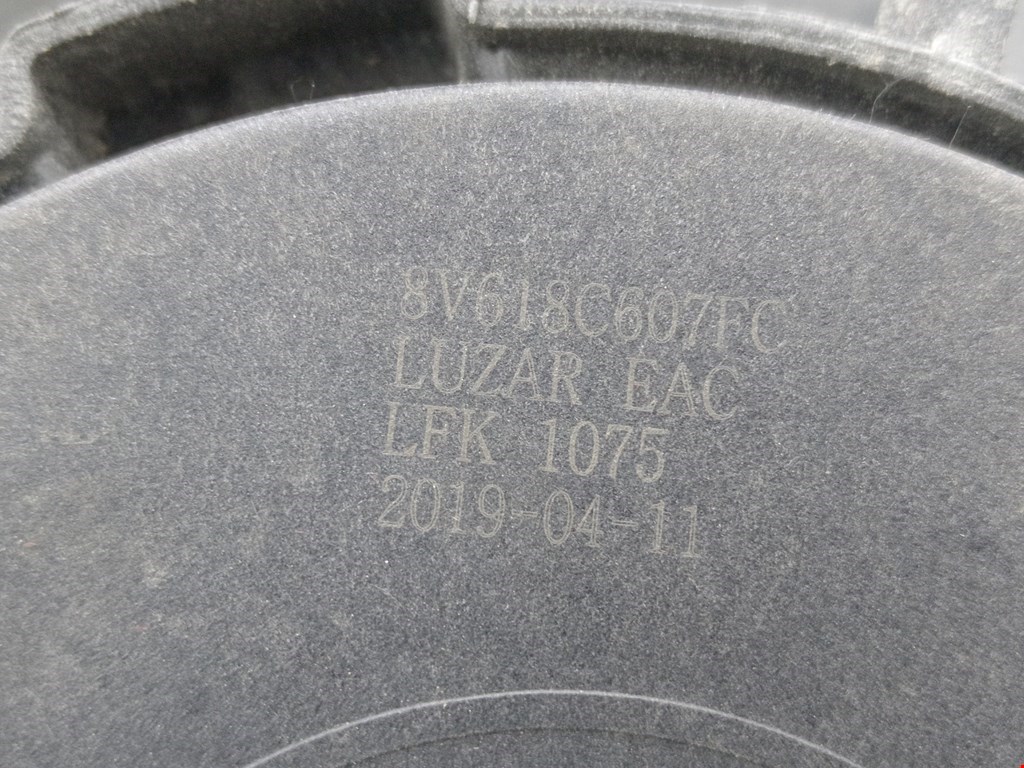 8V618C607FC
LUZAR EAC
LFK 1075
2019-04-11